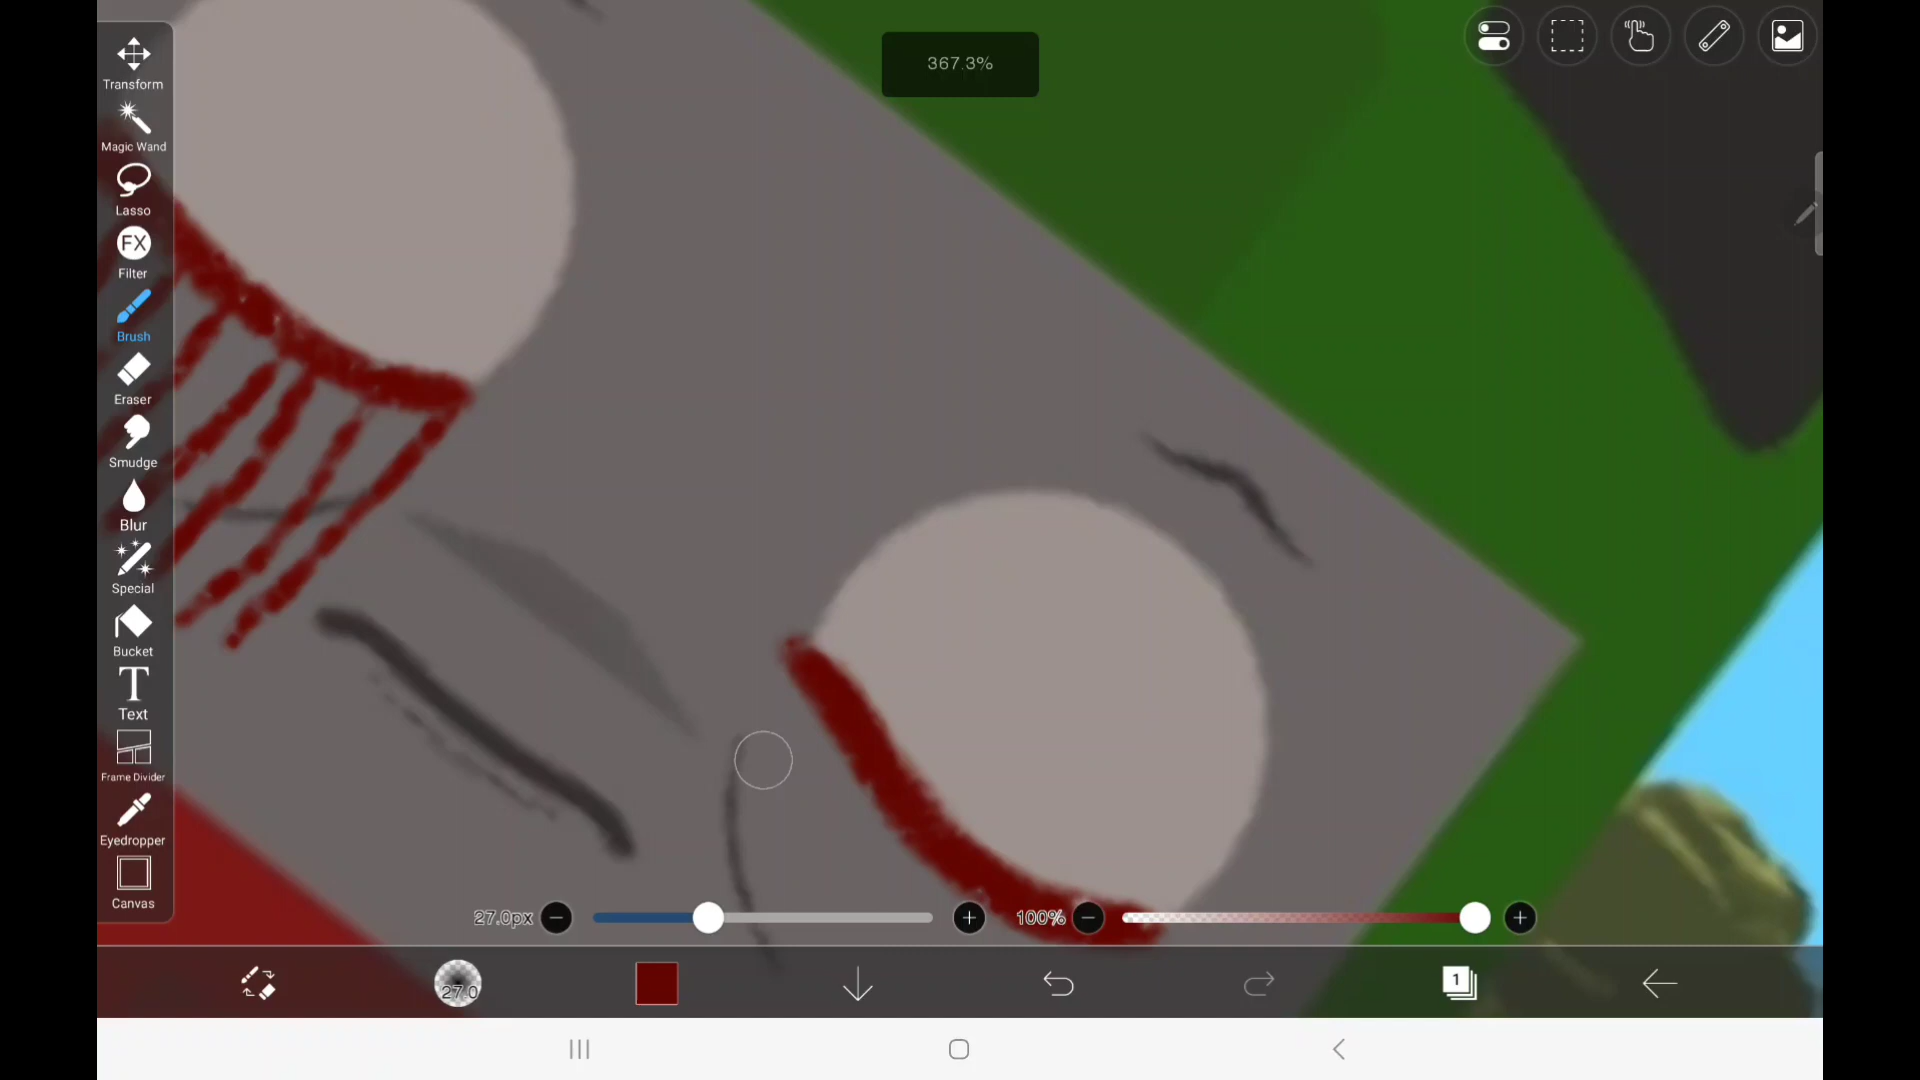 367.3%
Transform
Magic Wand
Lasso
FX
Filter
Brush
Eraser
Smudge
Blur
Special
Bucket
T
Text
Frame Divider
Eyedropper
Canvas
27.0px
100%
27.0
1